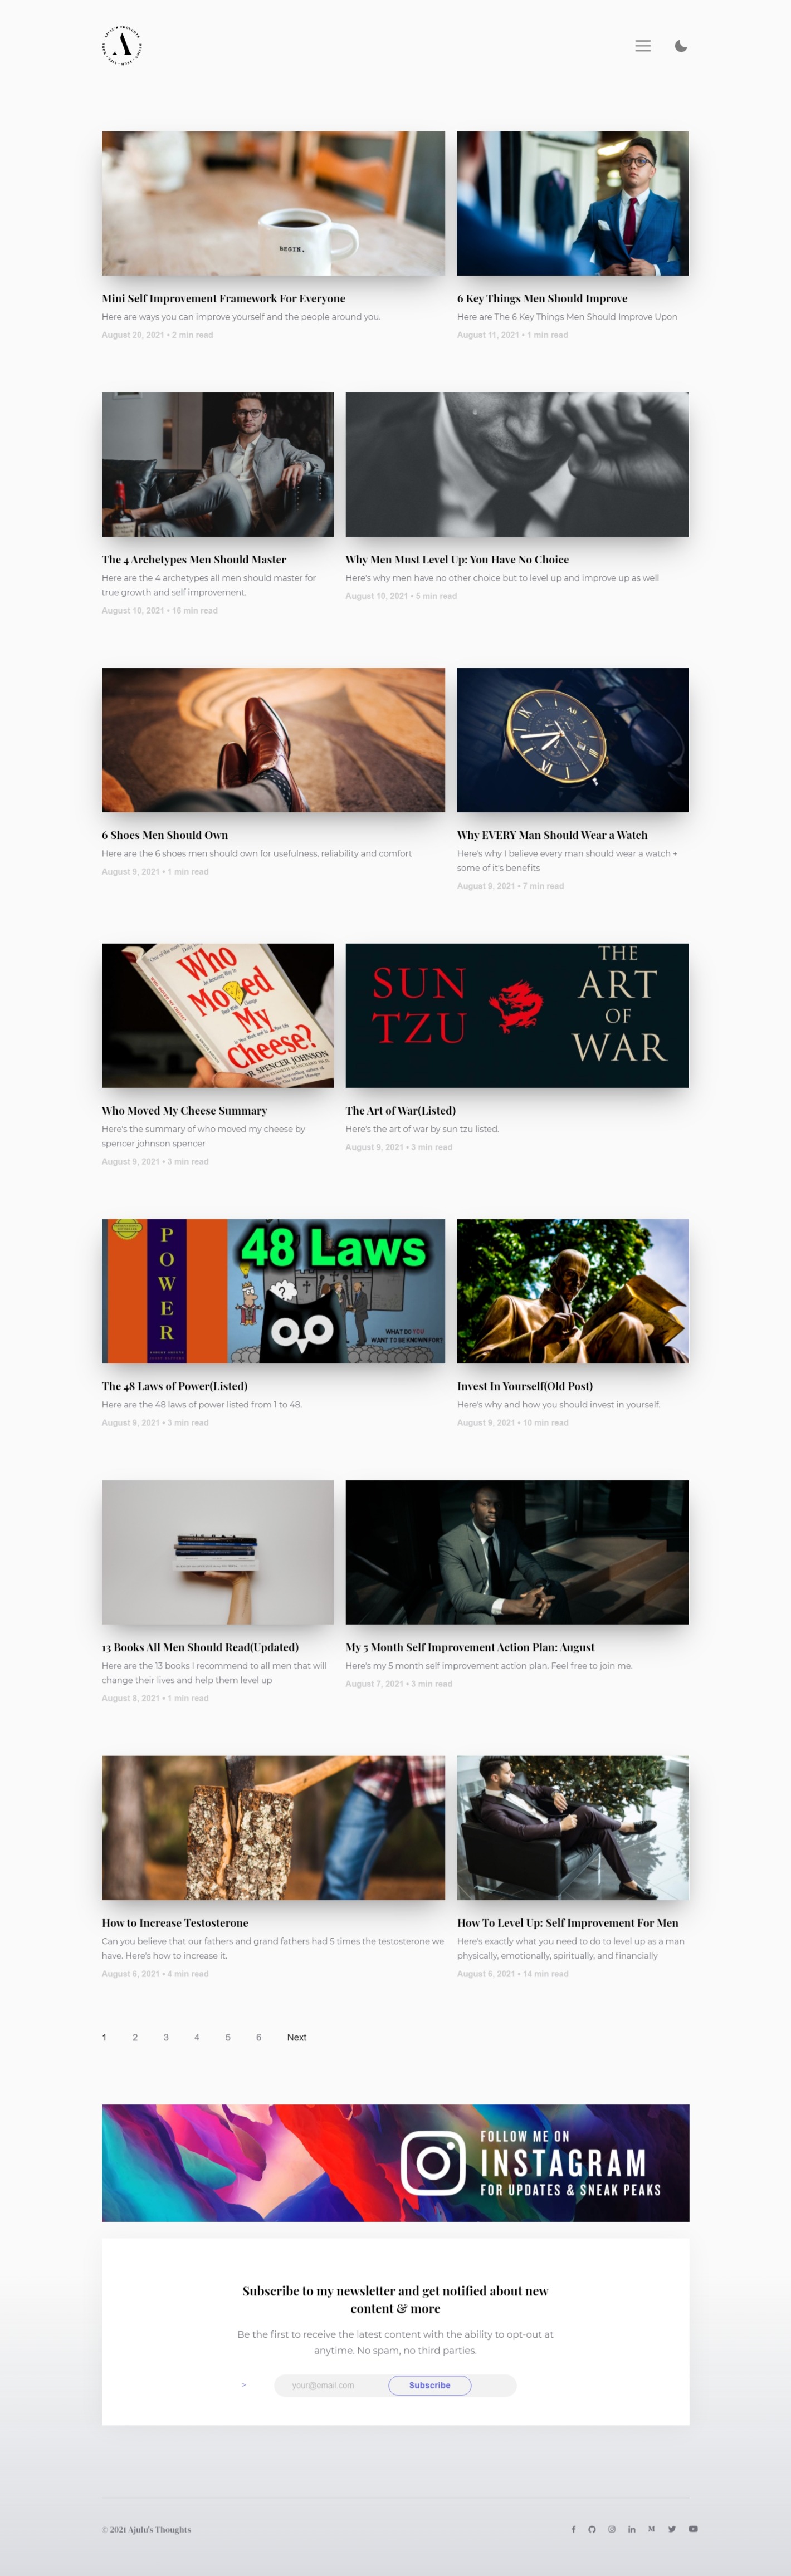 A
BEGIN.
Mini Self Improvement Framework For Everyone
Here are ways you can improve yourself and the people around you.
August 20, 2021 • 2 min read
6 Key Things Men Should Improve
Here are The 6 Key Things Men Should Improve Upon
August 11, 2021 • 1 min read
The 4 Archetypes Men Should Master
Here are the 4 archetypes all men should master for
true growth and self improvement.
August 10, 2021 • 16 min read
Why Men Must Level Up: You Have No Choice
Here's why men have no other choice but to level up and improve up as well
August 10, 2021 • 5 min read
6 Shoes Men Should Own
Here are the 6 shoes men should own for usefulness, reliability and comfort
August 9, 2021 • 1 min read
Why EVERY Man Should Wear a Watch
Here's why I believe every man should wear a watch +
some of it's benefits
August 9, 2021 • 7 min read
Who
Moved
My
Cheese?
SPENCER JOHNSON
Who Moved My Cheese Summary
Here's the summary of who moved my cheese by
spencer johnson spencer
August 9, 2021 • 3 min read
SUN
TZU
THE
ART
OF
WAR
The Art of War(Listed)
Here's the art of war by sun tzu listed.
August 9, 2021 • 3 min read
POWER
48 Laws
?
WHAT DO YOU
WANT TO BE KNOWN FOR?
The 48 Laws of Power(Listed)
Here are the 48 laws of power listed from 1 to 48.
August 9, 2021 • 3 min read
Invest In Yourself(Old Post)
Here's why and how you should invest in yourself.
August 9, 2021 • 10 min read
13 Books All Men Should Read(Updated)
Here are the 13 books I recommend to all men that will
change their lives and help them level up
August 8, 2021 • 1 min read
My 5 Month Self Improvement Action Plan: August
Here's my 5 month self improvement action plan. Feel free to join me.
August 7, 2021 • 3 min read
How to Increase Testosterone
Can you believe that our fathers and grand fathers had 5 times the testosterone we
have. Here's how to increase it.
August 6, 2021 • 4 min read
How To Level Up: Self Improvement For Men
Here's exactly what you need to do to level up as a man
physically, emotionally, spiritually, and financially
August 6, 2021 • 14 min read
1 2 3 4 5 6 Next
FOLLOW ME ON
INSTAGRAM
FOR UPDATES & SNEAK PEAKS
Subscribe to my newsletter and get notified about new
content & more
Be the first to receive the latest content with the ability to opt-out at
anytime. No spam, no third parties.
> your@email.com Subscribe
© 2021 Ajulu's Thoughts